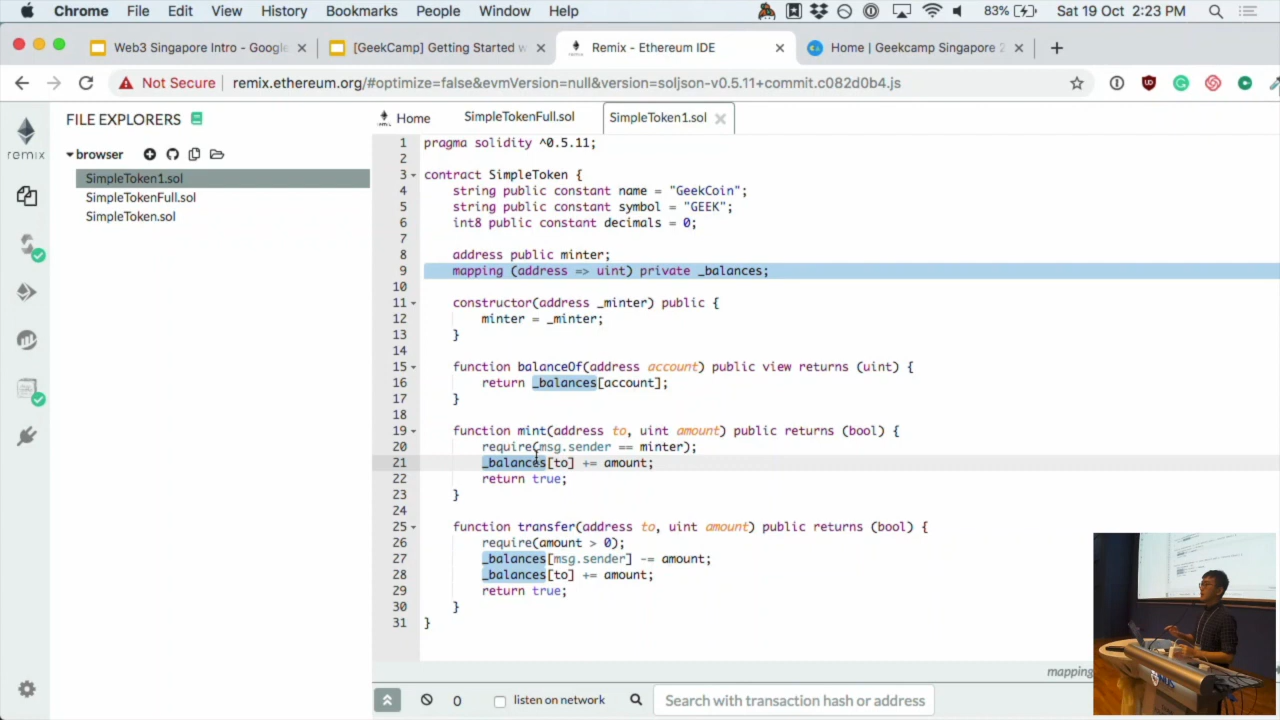 Chrome File Edit View History Bookmarks People Window Help 83% Sat 19 Oct 2:23 PM
Web3 Singapore Intro - Google
[GeekCamp] Getting Started w
Remix - Ethereum IDE
Home | Geekcamp Singapore 2
Not Secure remix.ethereum.org/#optimize=false&evmVersion=null&version=soljson-v0.5.11+commit.c082d0b4.js
remix
FILE EXPLORERS
browser
SimpleToken1.sol
SimpleTokenFull.sol
SimpleToken.sol
Home SimpleTokenFull.sol SimpleToken1.sol
1 pragma solidity ^0.5.11;
2
3 contract SimpleToken {
4 string public constant name = "GeekCoin";
5 string public constant symbol = "GEEK";
6 int8 public constant decimals = 0;
7
8 address public minter;
9 mapping (address => uint) private _balances;
10
11 constructor(address _minter) public {
12 minter = _minter;
13 }
14
15 function balanceOf(address account) public view returns (uint) {
16 return _balances[account];
17 }
18
19 function mint(address to, uint amount) public returns (bool) {
20 require(msg.sender == minter);
21 _balances[to] += amount;
22 return true;
23 }
24
25 function transfer(address to, uint amount) public returns (bool) {
26 require(amount > 0);
27 _balances[msg.sender] -= amount;
28 _balances[to] += amount;
29 return true;
30 }
31 }
mapping
0 listen on network Search with transaction hash or address
NUS